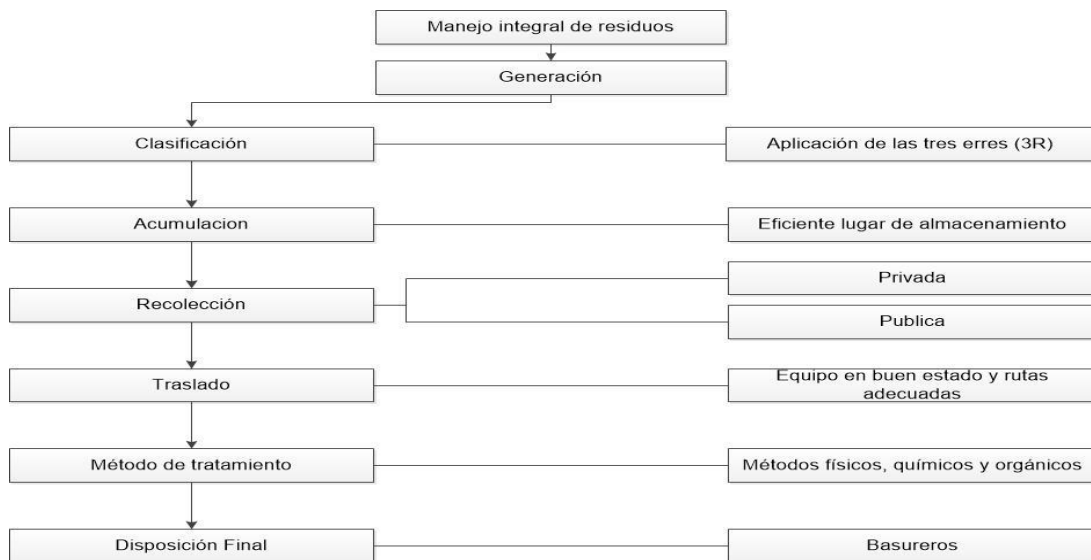 Manejo integral de residuos
Generación
Clasificación
Aplicación de las tres erres (3R)
Acumulacion
Eficiente lugar de almacenamiento
Privada
Recolección
Publica
Traslado
Equipo en buen estado y rutas
adecuadas
Método de tratamiento
Métodos físicos, químicos y orgánicos
Disposición Final
Basureros